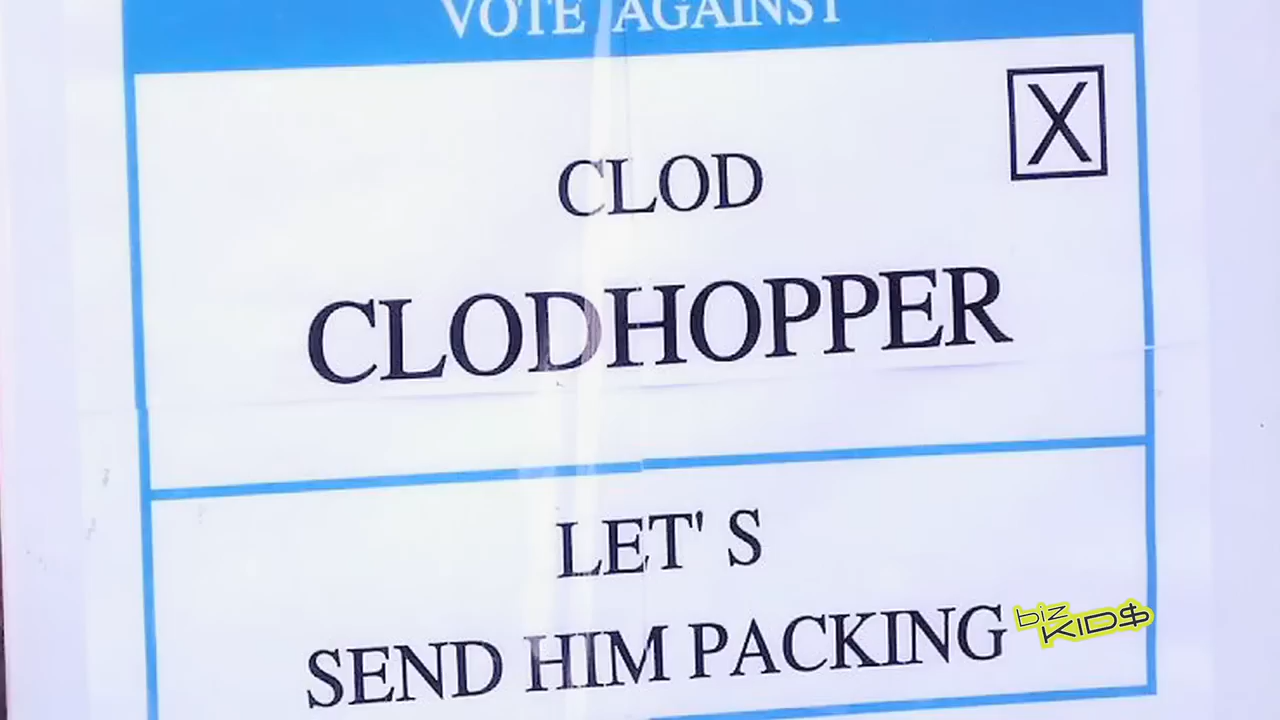 VOTE AGAINST
X
CLOD
CLODHOPPER
LET' S
SEND HIM PACKING
biz
KID$